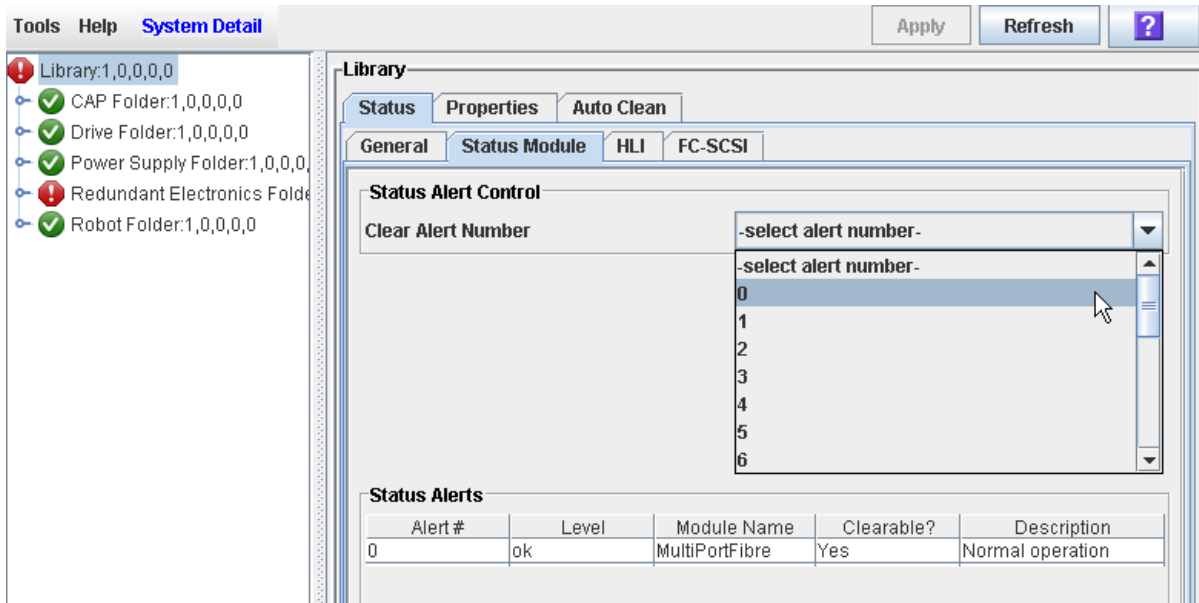 Tools Help System Detail Apply Refresh ?
Library:1,0,0,0,0
CAP Folder:1,0,0,0,0
Drive Folder:1,0,0,0,0
Power Supply Folder:1,0,0,0,
Redundant Electronics Folde
Robot Folder:1,0,0,0,0
Library
Status Properties Auto Clean
General Status Module HLI FC-SCSI
Status Alert Control
Clear Alert Number -select alert number-
-select alert number-
0
1
2
3
4
5
6
Status Alerts
Alert # Level Module Name Clearable? Description
0 ok MultiPortFibre Yes Normal operation